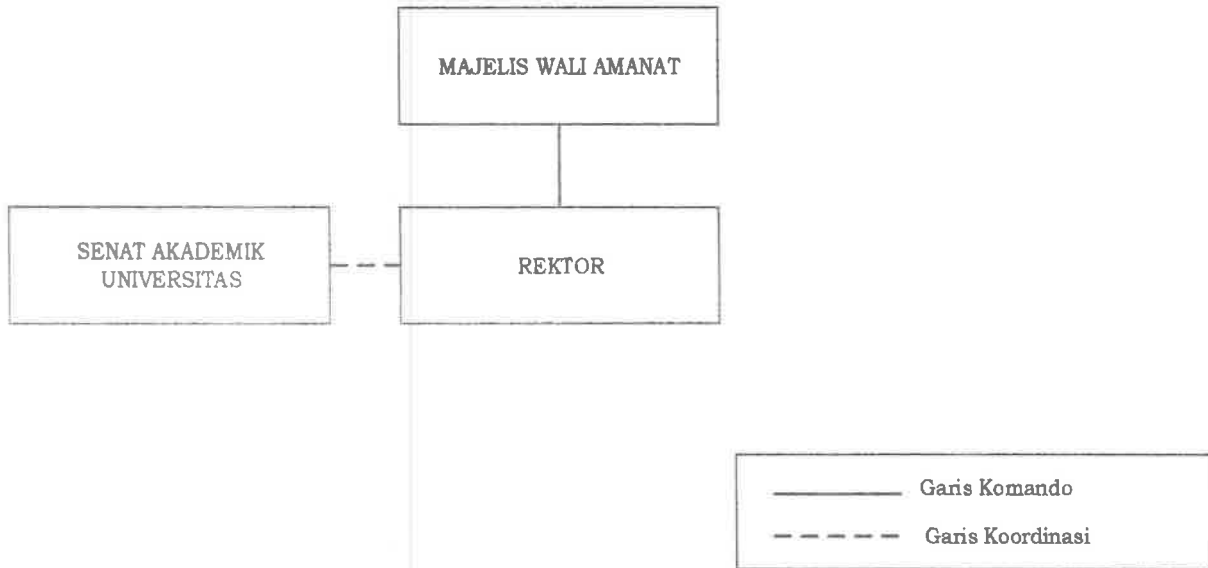 MAJELIS WALI AMANAT
SENAT AKADEMIK
UNIVERSITAS
REKTOR
Garis Komando
Garis Koordinasi